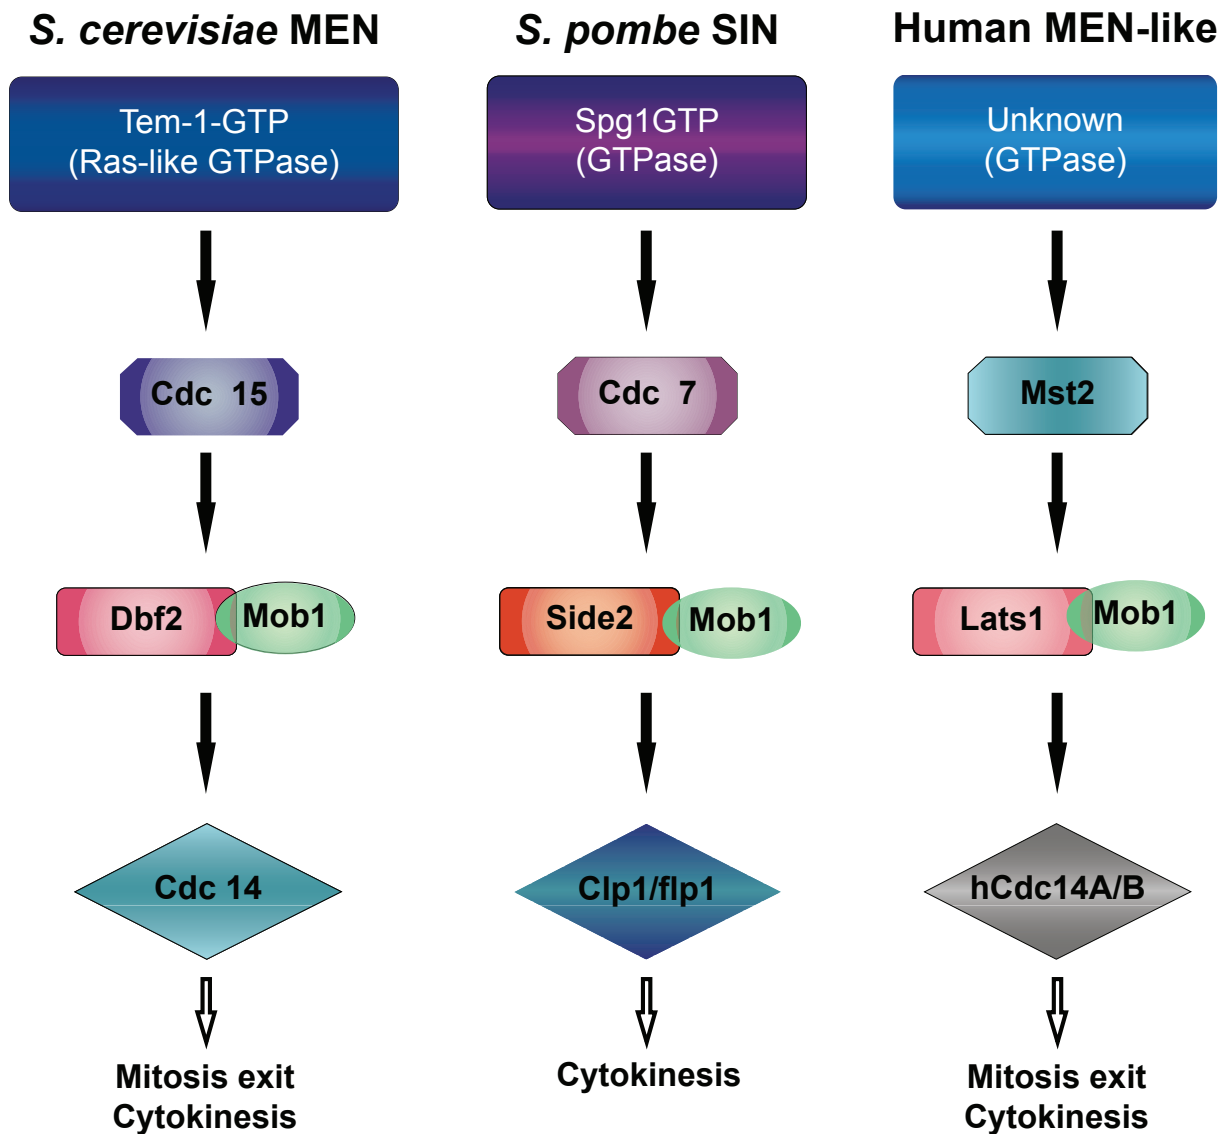 S. cerevisiae MEN
S. pombe SIN
Human MEN-like
Tem-1-GTP
(Ras-like GTPase)
Spg1GTP
(GTPase)
Unknown
(GTPase)
Cdc 15
Cdc 7
Mst2
Dbf2
Mob1
Side2
Mob1
Lats1
Mob1
Cdc 14
Clp1/flp1
hCdc14A/B
Mitosis exit
Cytokinesis
Cytokinesis
Mitosis exit
Cytokinesis